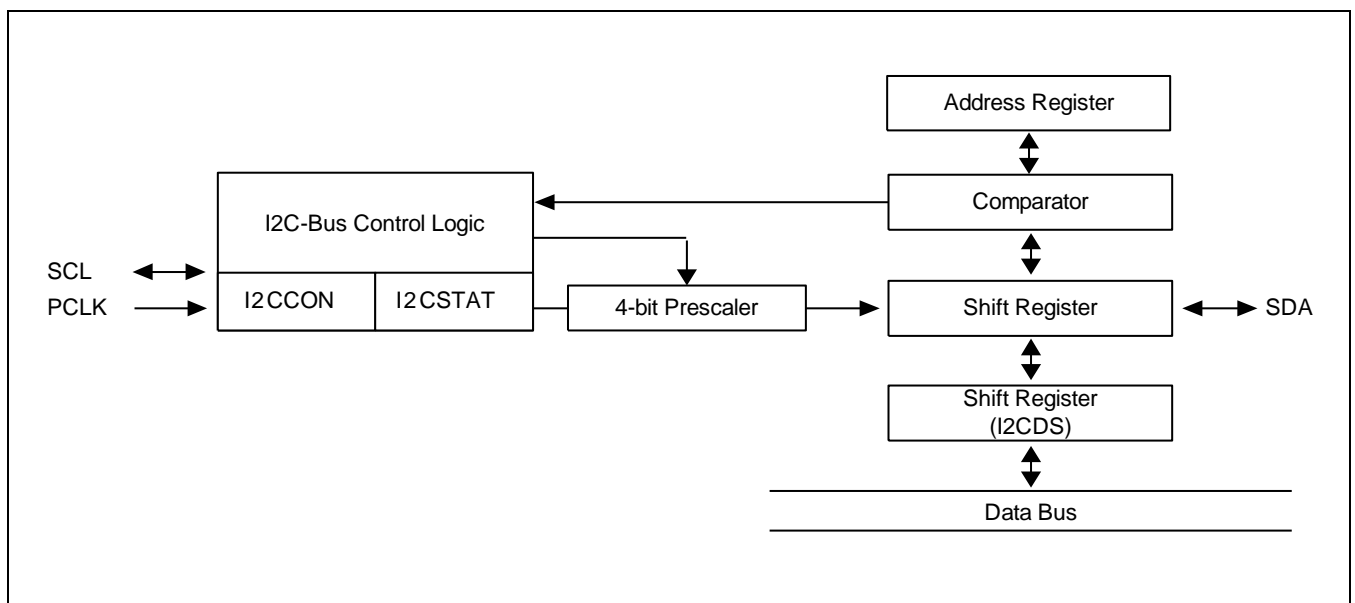 Address Register
Comparator
I2C-Bus Control Logic
SCL
PCLK
I2CCON
I2CSTAT
4-bit Prescaler
Shift Register
SDA
Shift Register
(I2CDS)
Data Bus